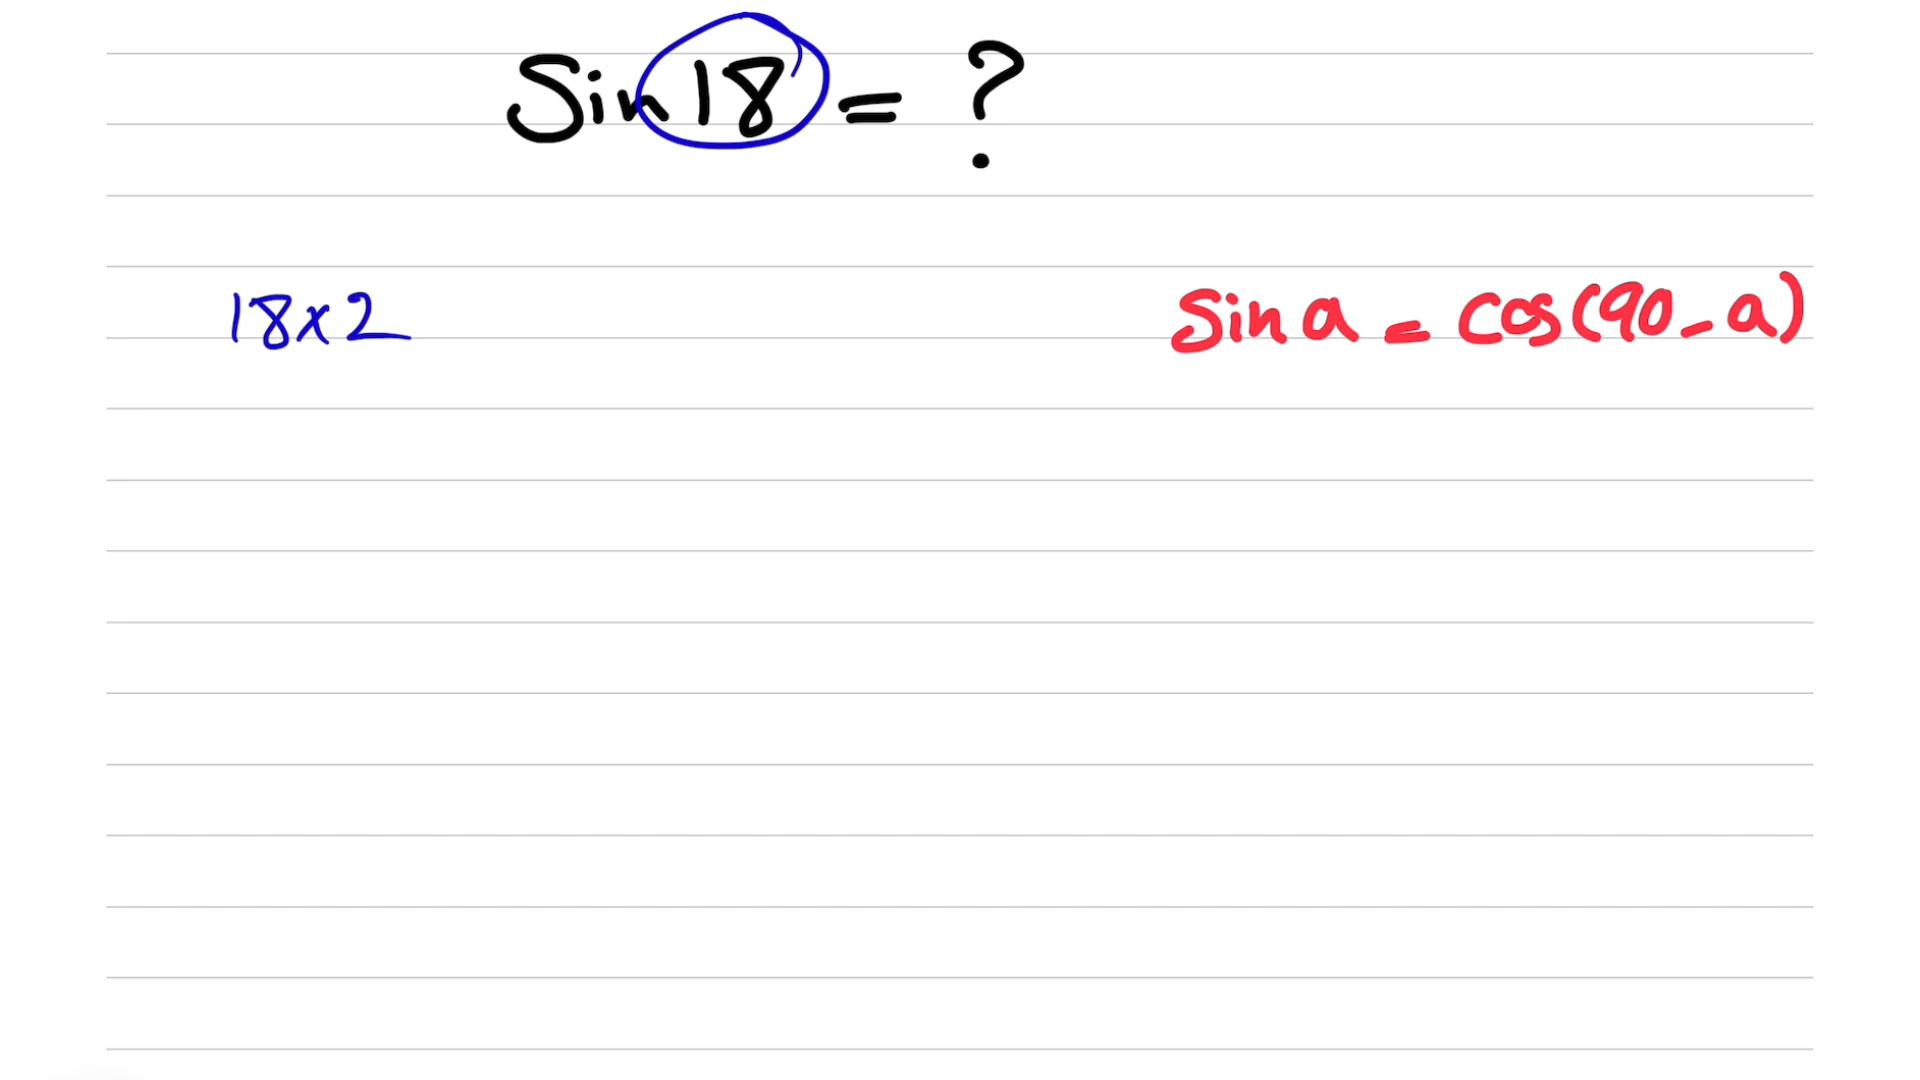 Sin 18 = ?
18x2
Sin a = cos(90-a)